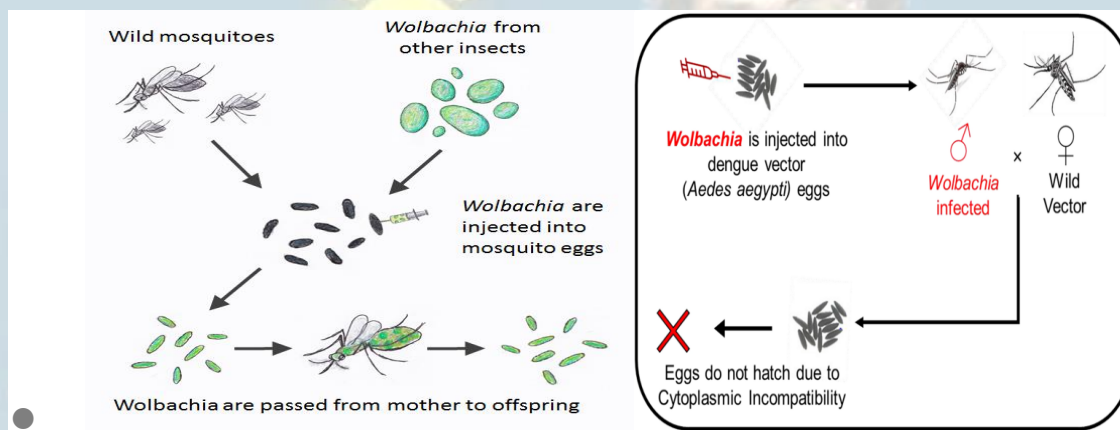 Wild mosquitoes
Wolbachia from
other insects
Wolbachia are
injected into
mosquito eggs
Wolbachia are passed from mother to offspring
Wolbachia is injected into
dengue vector
(Aedes aegypti) eggs
♂ x ♀
Wolbachia
infected
Wild
Vector
Eggs do not hatch due to
Cytoplasmic Incompatibility